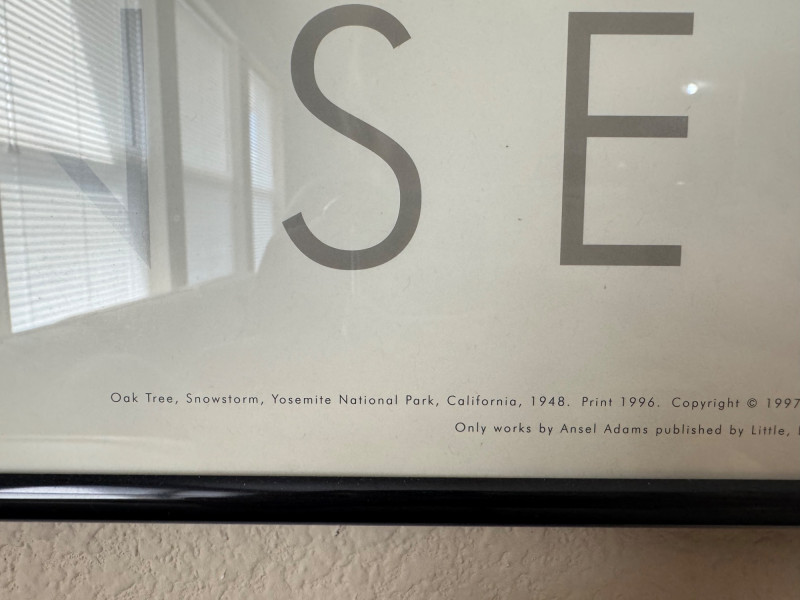 N S E
Oak Tree, Snowstorm, Yosemite National Park, California, 1948. Print 1996. Copyright © 1997
Only works by Ansel Adams published by Little,